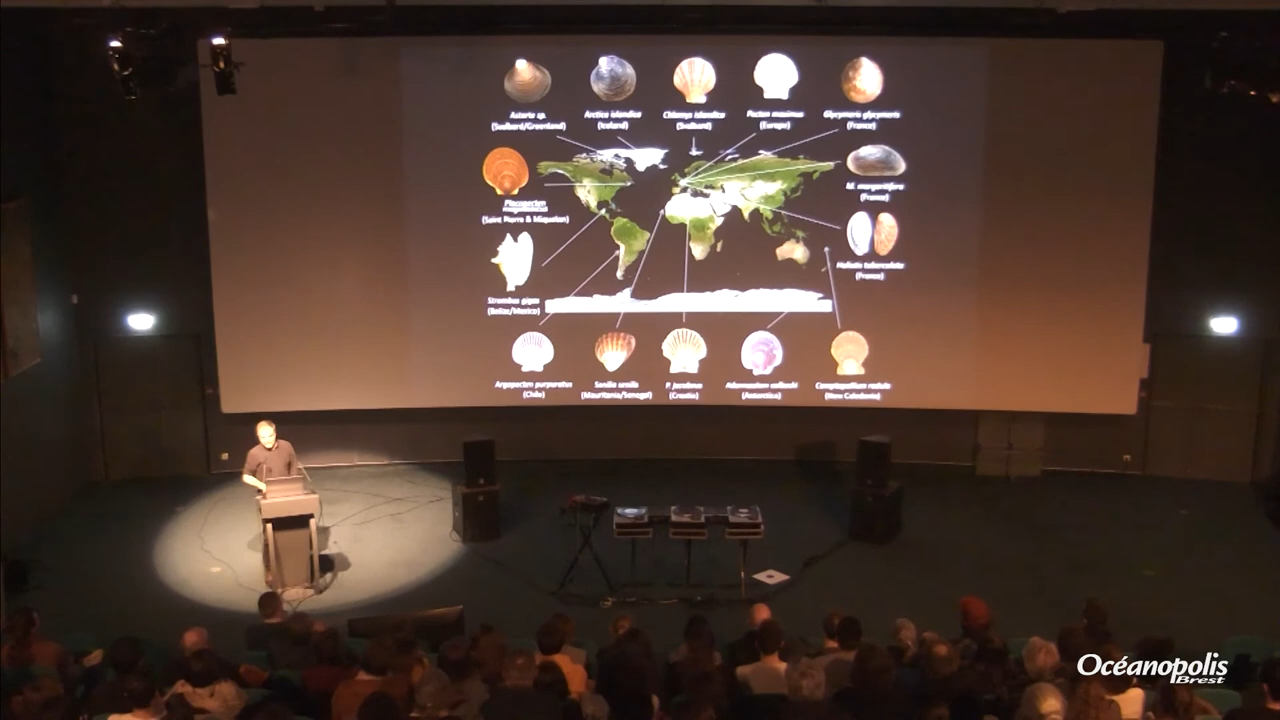 Astarte sp.
(Svalbard/Greenland)
Arctica islandica
(Iceland)
Chlamys islandica
(Svalbard)
Pecten maximus
(Europe)
Glycymeris glycymeris
(France)
M. margaritifera
(France)
Placopecten
magellanicus
(Saint Pierre & Miquelon)
Haliotis tuberculata
(France)
Strombus gigas
(Belize/Mexico)
Argopecten purpuratus
(Chile)
Senilia senilis
(Mauritania/Senegal)
P. jacobeus
(Croatia)
Adamussium colbecki
(Antarctica)
Comptopallium radula
(New Caledonia)
Océanopolis
Brest